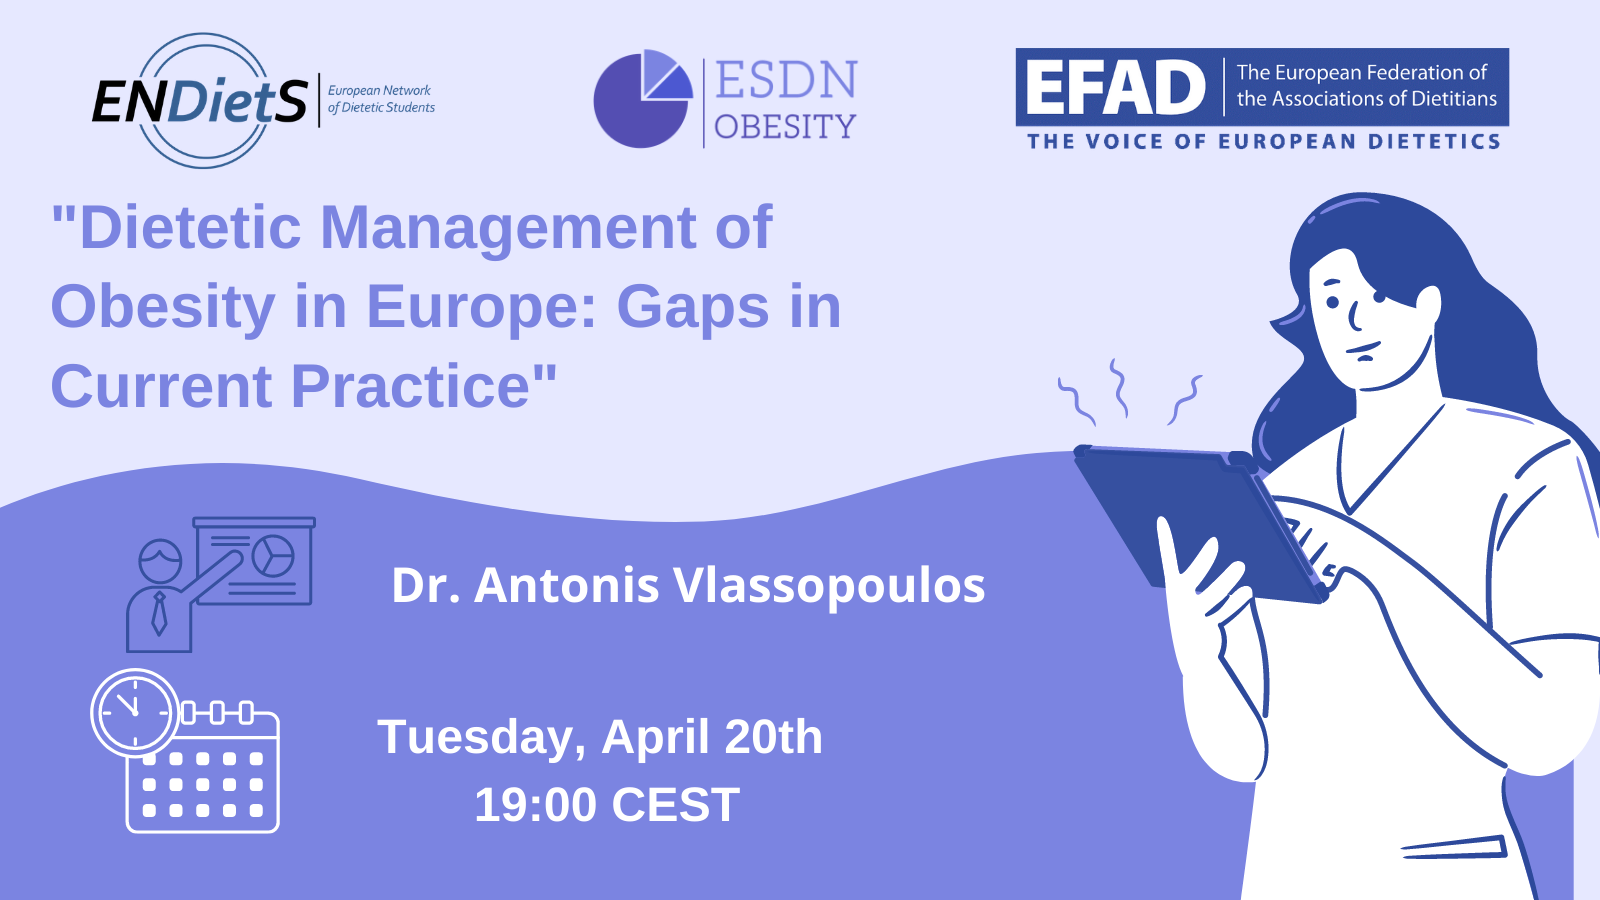 ENDietS
European Network
of Dietetic Students
ESDN
OBESITY
EFAD
The European Federation of
the Associations of Dietitians
THE VOICE OF EUROPEAN DIETETICS
"Dietetic Management of
Obesity in Europe: Gaps in
Current Practice"
Dr. Antonis Vlassopoulos
Tuesday, April 20th
19:00 CEST